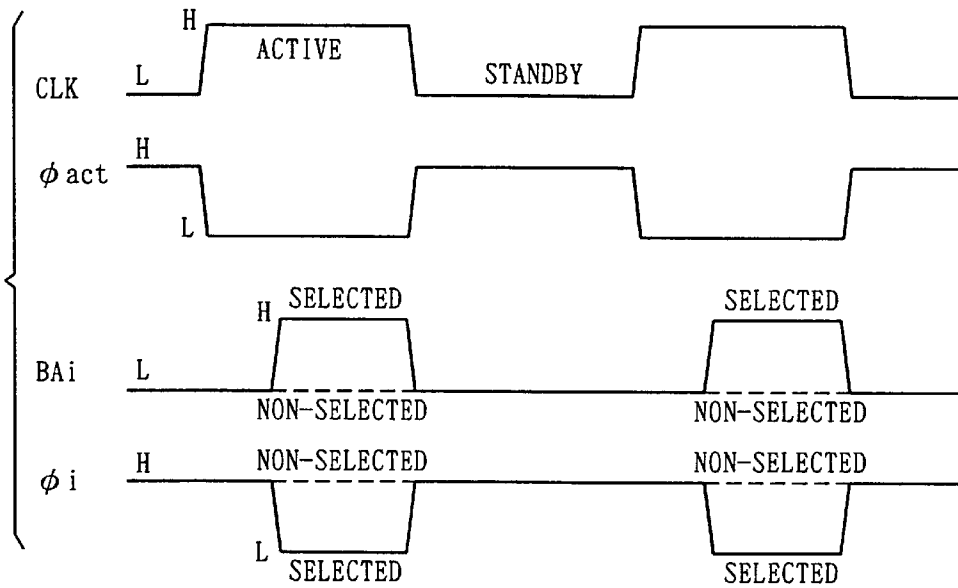 H
ACTIVE
L
STANDBY
CLK
H
φact
L
SELECTED
SELECTED
H
L
BAi
NON-SELECTED
NON-SELECTED
NON-SELECTED
NON-SELECTED
H
φi
L
SELECTED
SELECTED